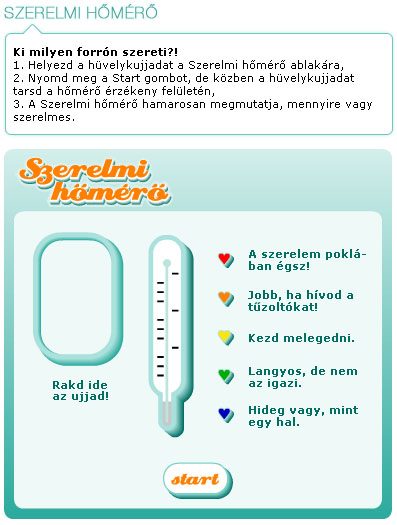 SZERELMI HŐMÉRŐ
Ki milyen forrón szereti?!
1. Helyezd a hüvelykujjadat a Szerelmi hőmérő ablakára,
2. Nyomd meg a Start gombot, de közben a hüvelykujjadat
tarsd a hőmérő érzékeny felületén,
3. A Szerelmi hőmérő hamarosan megmutatja, mennyire vagy
szerelmes.
Szerelmi
hőmérő
Rakd ide
az ujjad!
A szerelem poklá-
ban égsz!
Jobb, ha hívod a
tűzoltókat!
Kezd melegedni.
Langyos, de nem
az igazi.
Hideg vagy, mint
egy hal.
start